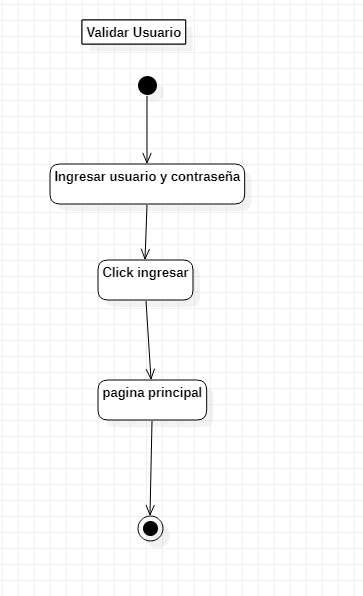 Validar Usuario
Ingresar usuario y contraseña
Click ingresar
pagina principal